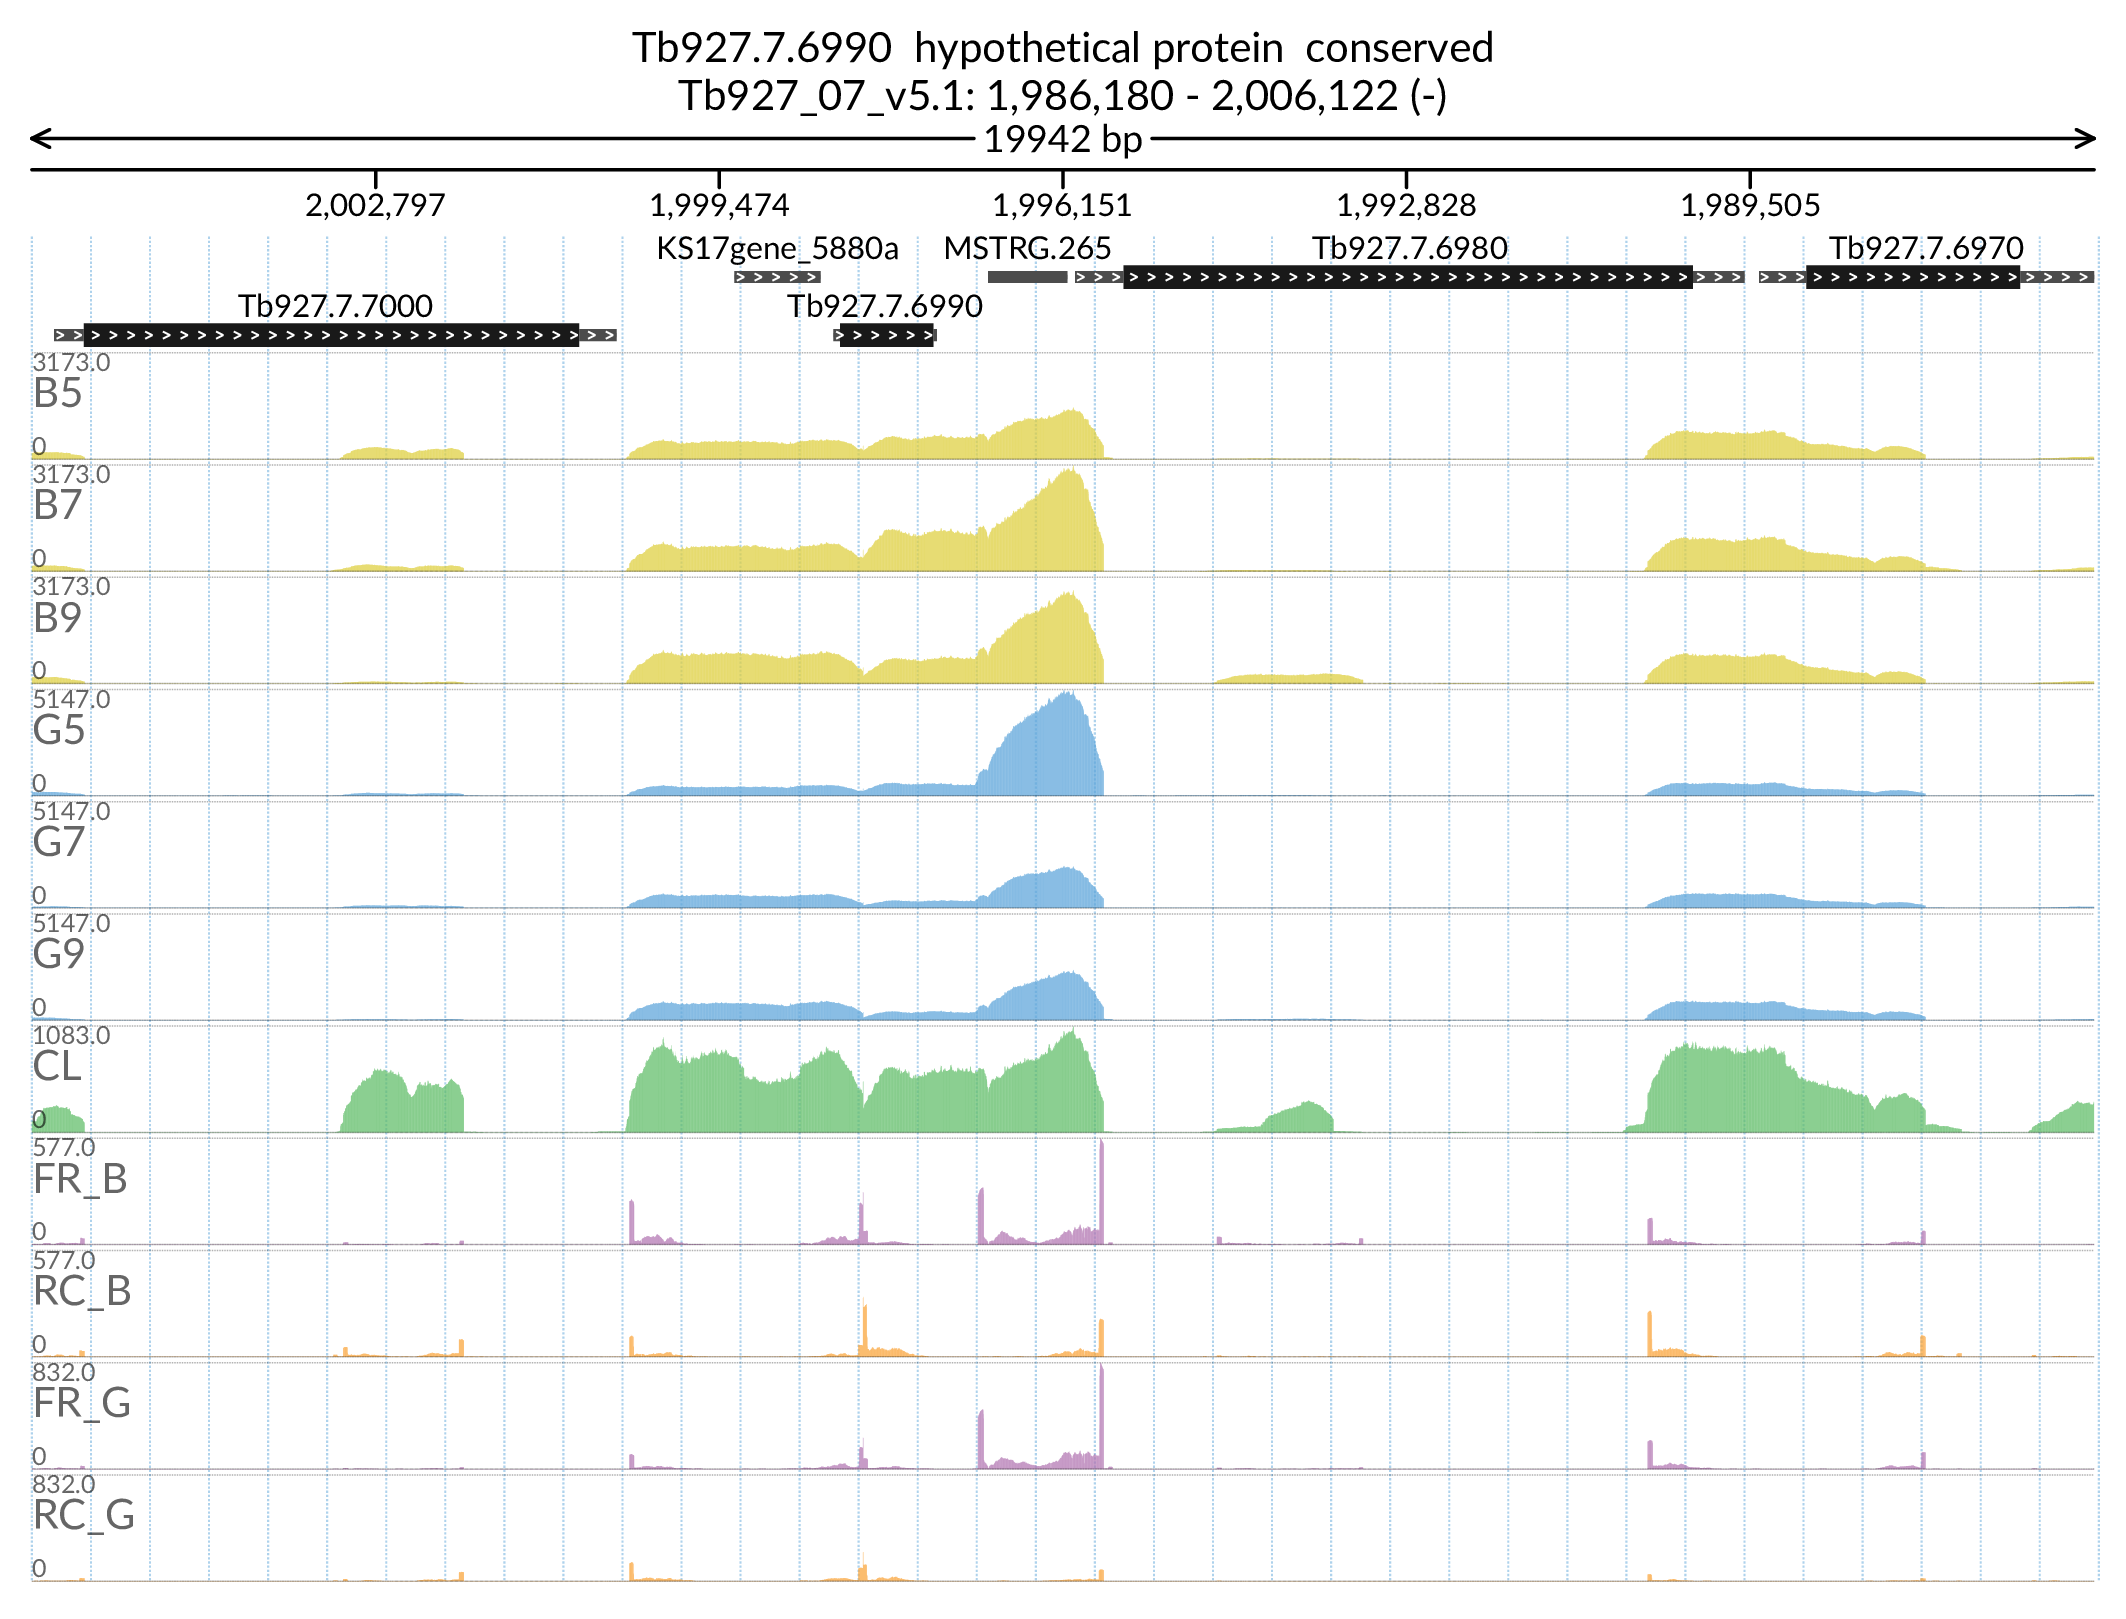 Tb927.7.6990  hypothetical protein  conserved
Tb927_07_v5.1: 1,986,180 - 2,006,122 (-)
19942 bp
2,002,797 1,999,474 1,996,151 1,992,828 1,989,505
KS17gene_5880a MSTRG.265 Tb927.7.6980 Tb927.7.6970
Tb927.7.7000 Tb927.7.6990
3173.0
B5
0
3173.0
B7
0
3173.0
B9
0
5147.0
G5
0
5147.0
G7
0
5147.0
G9
0
1083.0
CL
0
577.0
FR_B
0
577.0
RC_B
0
832.0
FR_G
0
832.0
RC_G
0